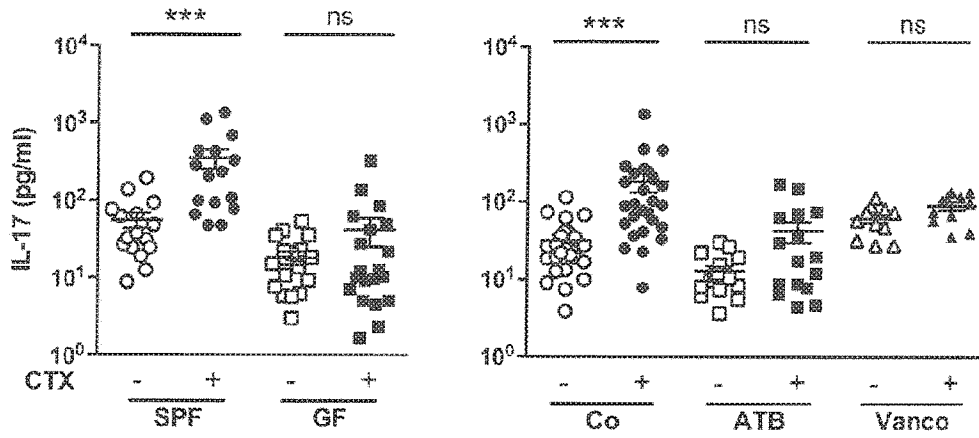 *** ns
*** ns ns
IL-17 (pg/ml)
10⁴
10³
10²
10¹
10⁰
10⁴
10³
10²
10¹
10⁰
CTX - + - +
- + - + - +
SPF GF
Co ATB Vanco